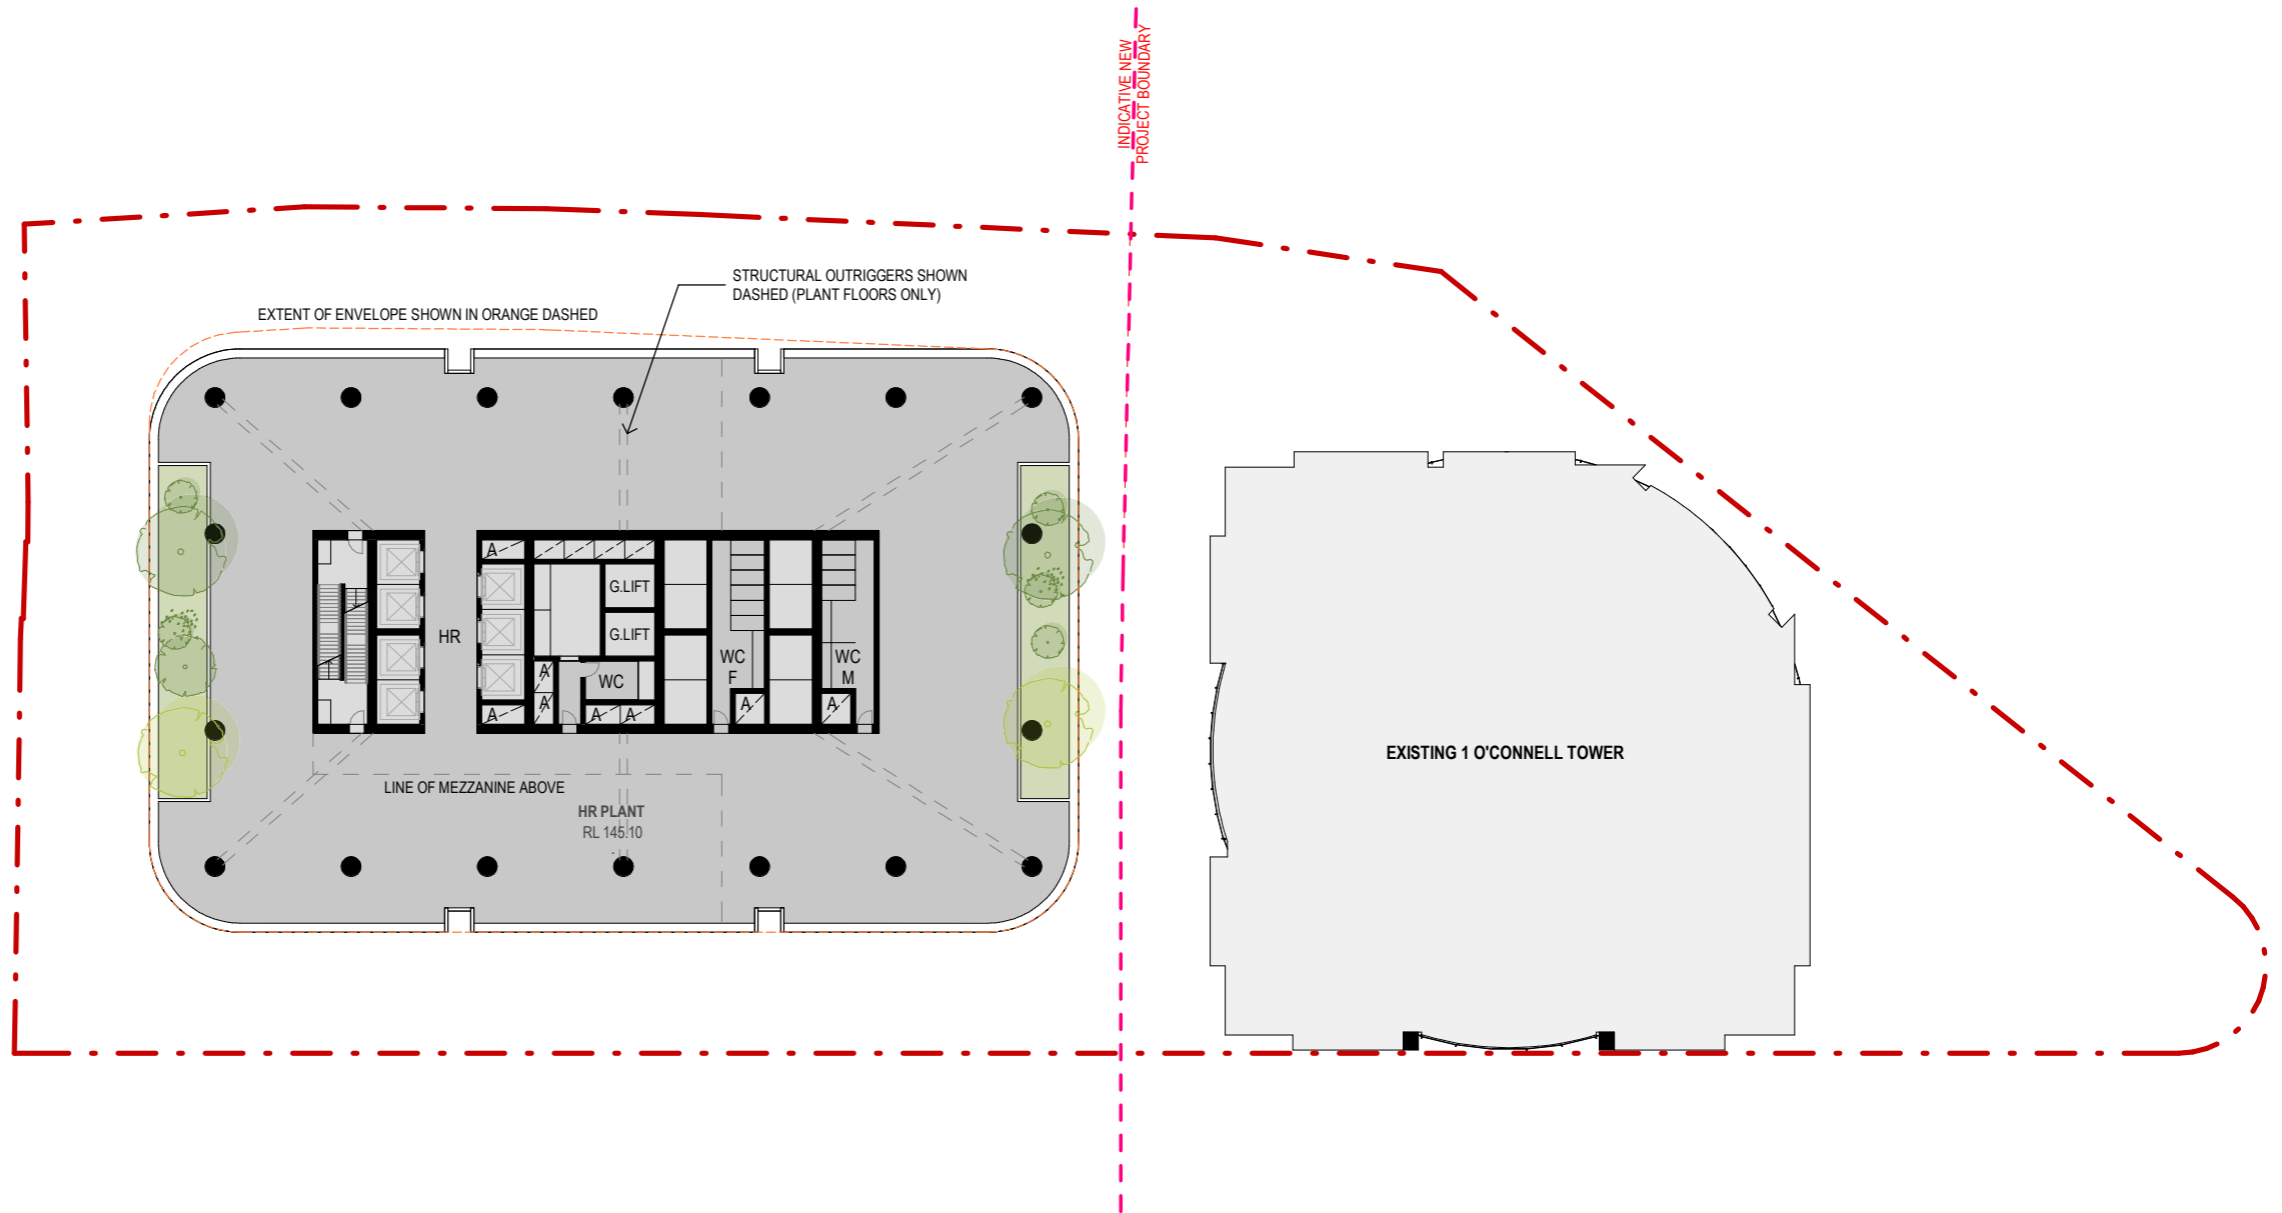 INDICATIVE NEW
PROJECT BOUNDARY
STRUCTURAL OUTRIGGERS SHOWN
DASHED (PLANT FLOORS ONLY)
EXTENT OF ENVELOPE SHOWN IN ORANGE DASHED
A
G.LIFT
HR
G.LIFT
WC
F
WC
M
A
WC
A
A
A
A
A
A
EXISTING 1 O'CONNELL TOWER
LINE OF MEZZANINE ABOVE
HR PLANT
RL 145.10